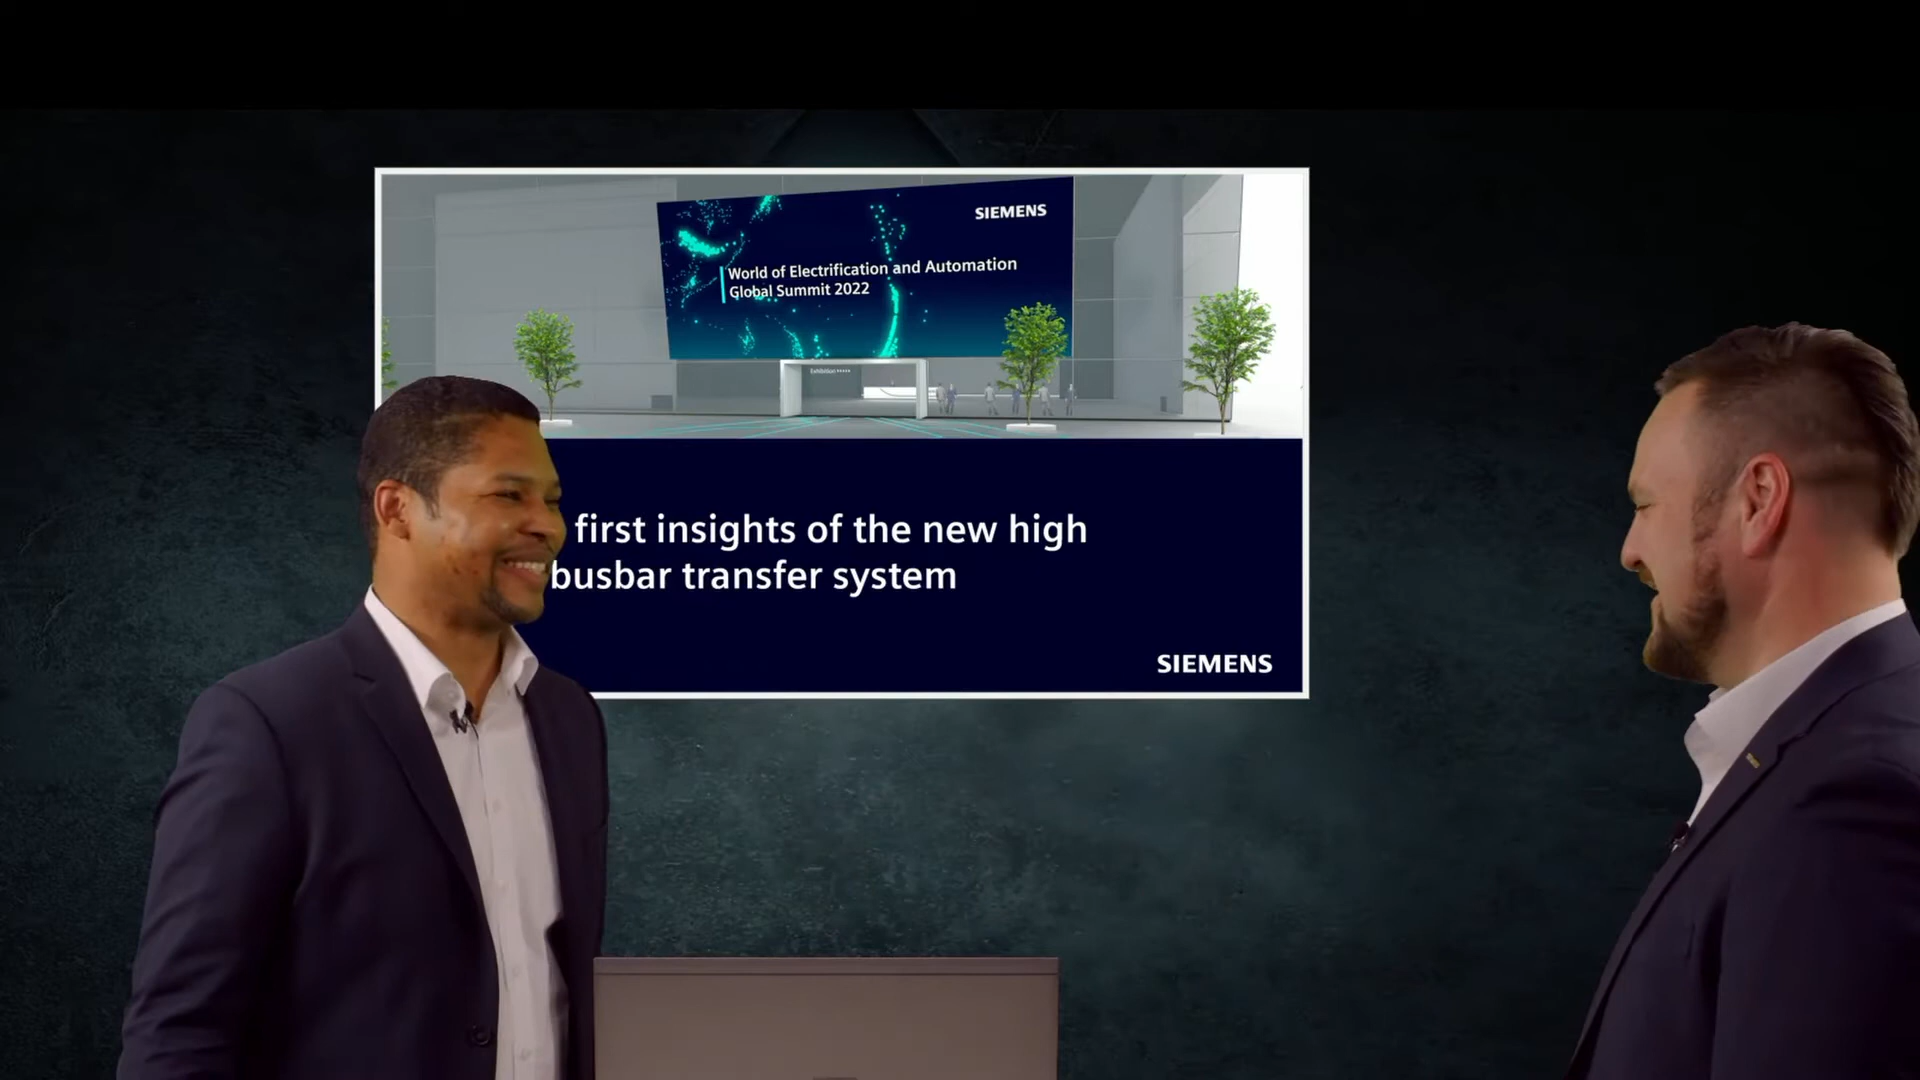 SIEMENS
World of Electrification and Automation
Global Summit 2022
Exhibition
first insights of the new high
busbar transfer system
SIEMENS